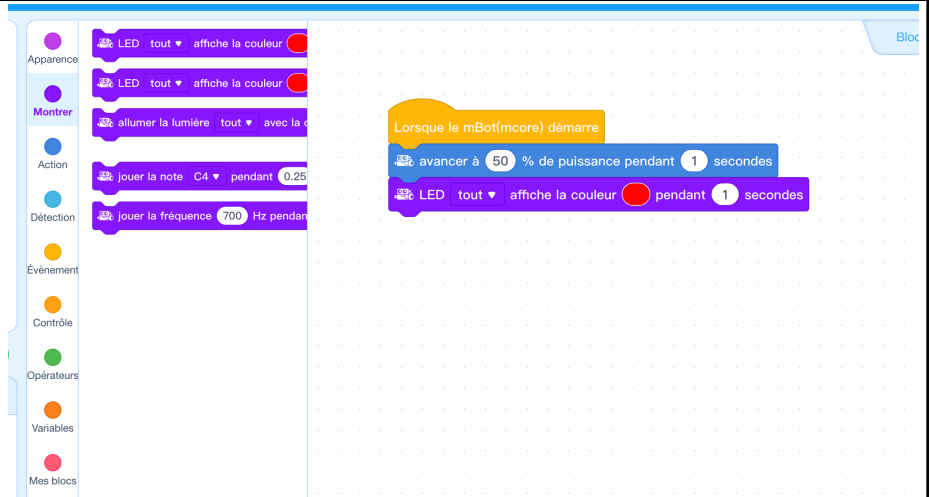 Apparence
Montrer
Action
Détection
Évènement
Contrôle
Opérateurs
Variables
Mes blocs
LED tout ▼ affiche la couleur
LED tout ▼ affiche la couleur
allumer la lumière tout ▼ avec la
jouer la note C4 ▼ pendant 0.25
jouer la fréquence 700 Hz pendan
Lorsque le mBot(mcore) démarre
avancer à 50 % de puissance pendant 1 secondes
LED tout ▼ affiche la couleur pendant 1 secondes
Bloc